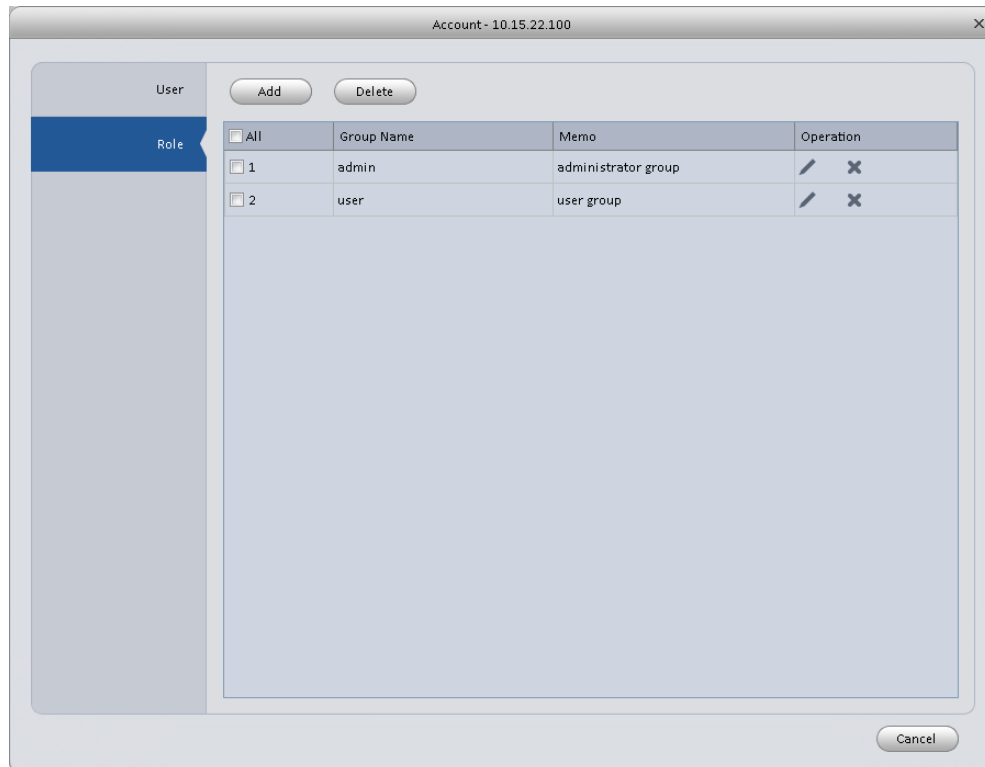 Account - 10.15.22.100
User
Role
Add Delete
All Group Name Memo Operation
1 admin administrator group
2 user user group
Cancel